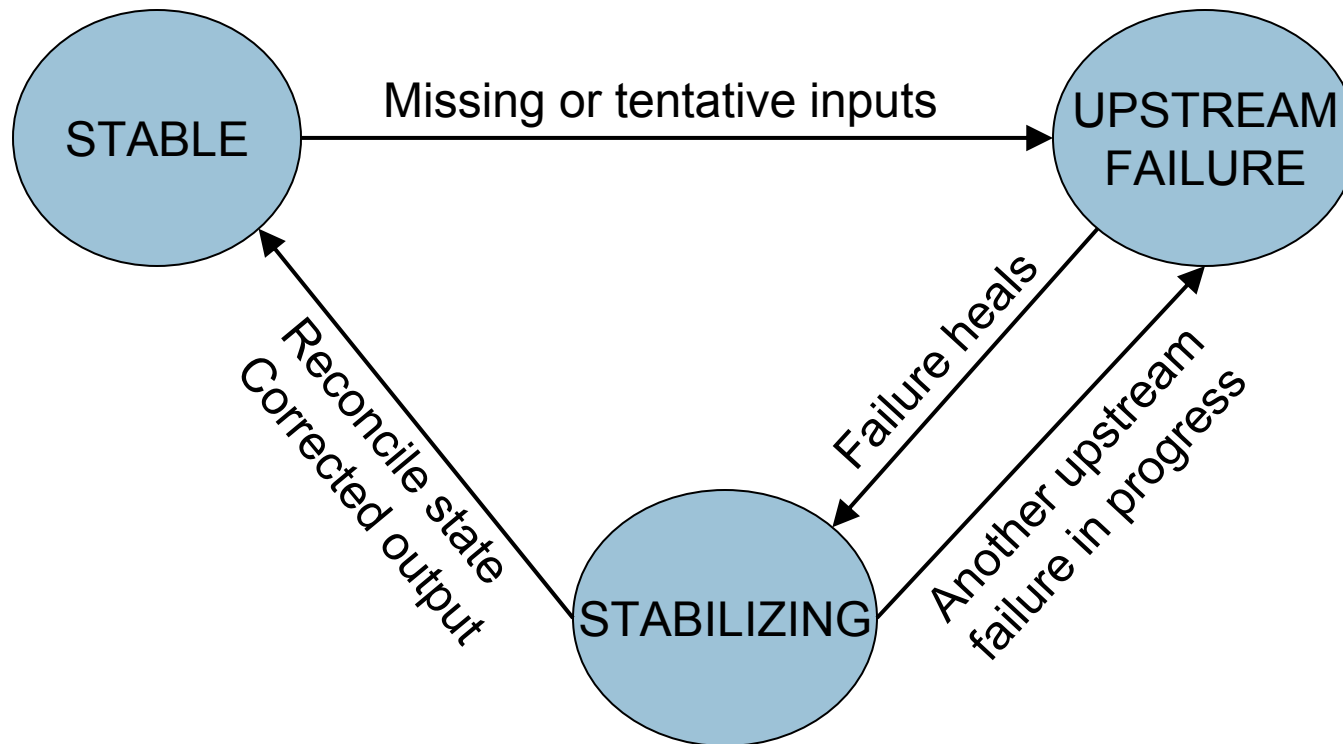 STABLE
Missing or tentative inputs
UPSTREAM
FAILURE
Failure heals
Another upstream
failure in progress
Reconcile state
Corrected output
STABILIZING